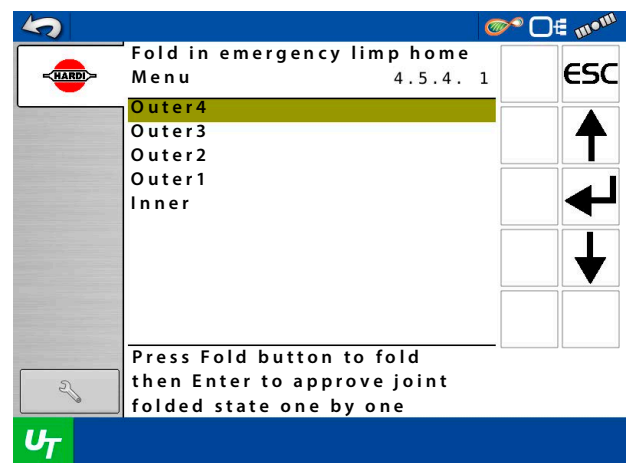 Fold in emergency limp home
Menu 4.5.4. 1
ESC
HARDI
Outer4
Outer3
Outer2
Outer1
Inner
Press Fold button to fold
then Enter to approve joint
folded state one by one
UT